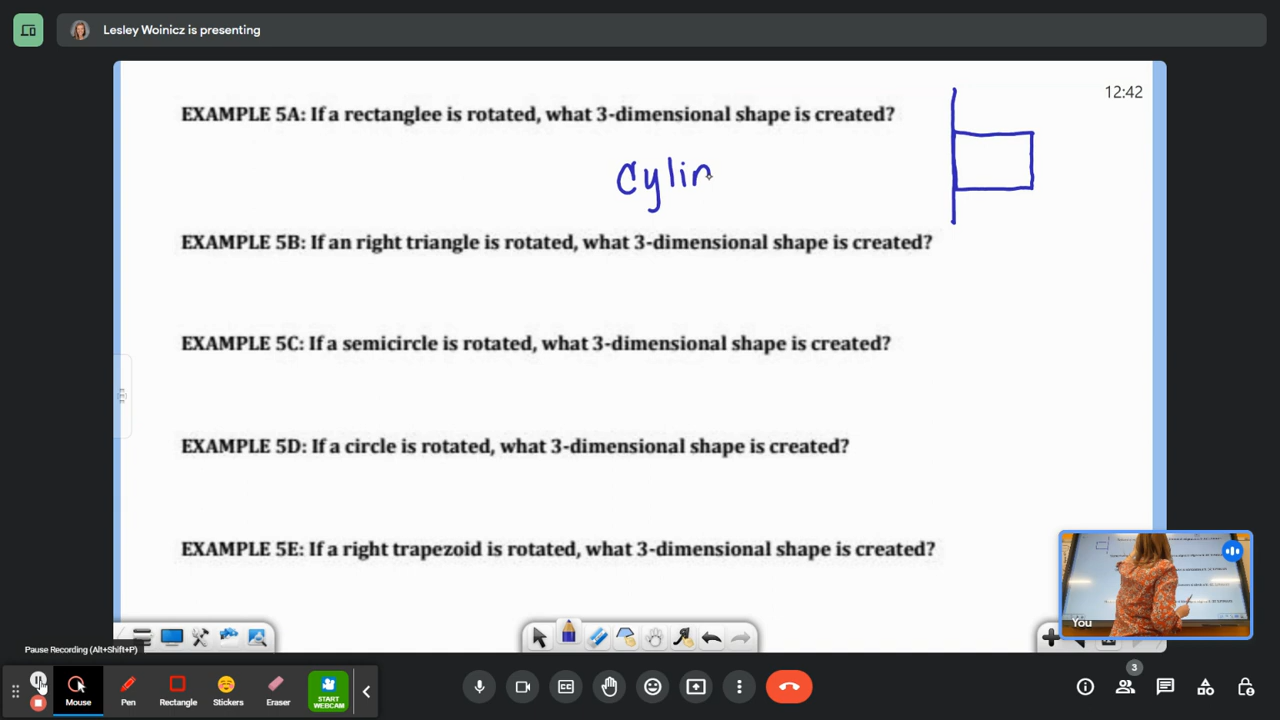 Lesley Woinicz is presenting
12:42
EXAMPLE 5A: If a rectanglee is rotated, what 3-dimensional shape is created?
Cylin
EXAMPLE 5B: If an right triangle is rotated, what 3-dimensional shape is created?
EXAMPLE 5C: If a semicircle is rotated, what 3-dimensional shape is created?
EXAMPLE 5D: If a circle is rotated, what 3-dimensional shape is created?
EXAMPLE 5E: If a right trapezoid is rotated, what 3-dimensional shape is created?
You
Pause Recording (Alt+Shift+P)
Mouse
Pen
Rectangle
Stickers
Eraser
START
WEBCAM
3